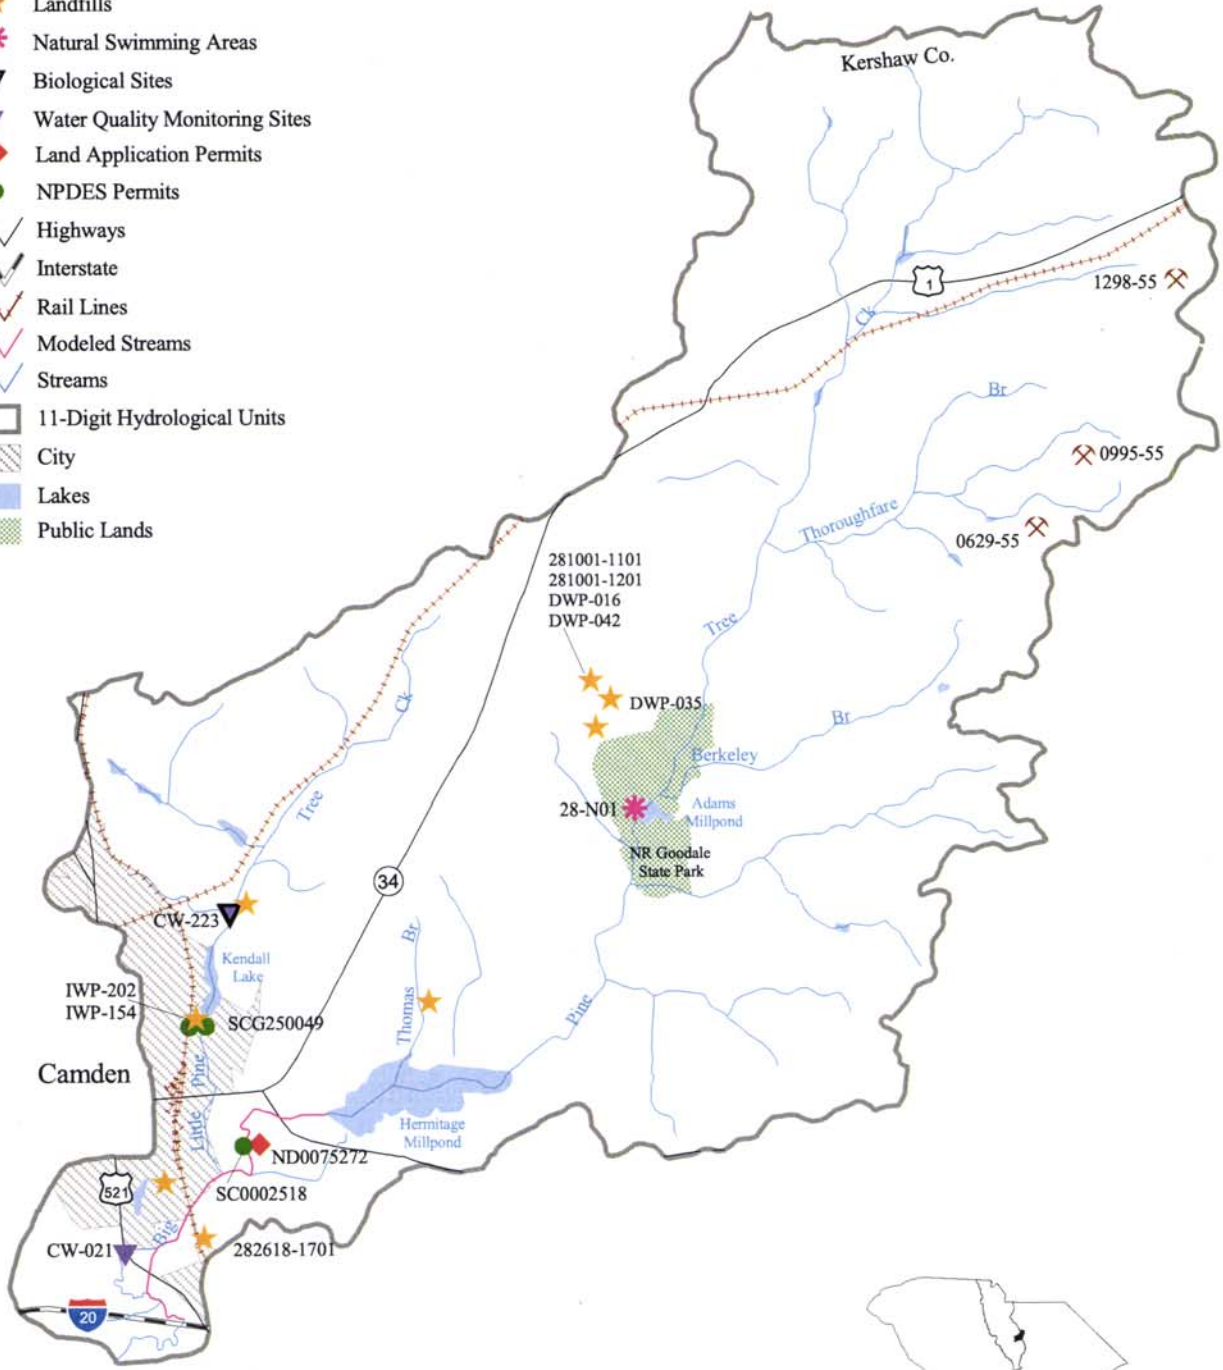 Landfills
Natural Swimming Areas
Biological Sites
Water Quality Monitoring Sites
Land Application Permits
NPDES Permits
Highways
Interstate
Rail Lines
Modeled Streams
Streams
11-Digit Hydrological Units
City
Lakes
Public Lands
Kershaw Co.
1
1298-55
Ck
Br
0995-55
Thoroughfare
0629-55
281001-1101
281001-1201
DWP-016
DWP-042
Tree
DWP-035
Ck
Br
Berkeley
28-N01
Adams
Millpond
Tree
NR Goodale
State Park
34
CW-223
Br
Kendall
Lake
IWP-202
IWP-154
SCG250049
Thomas
Pine
Camden
Pine
Little
Hermitage
Millpond
ND0075272
521
SC0002518
Big
CW-021
282618-1701
20